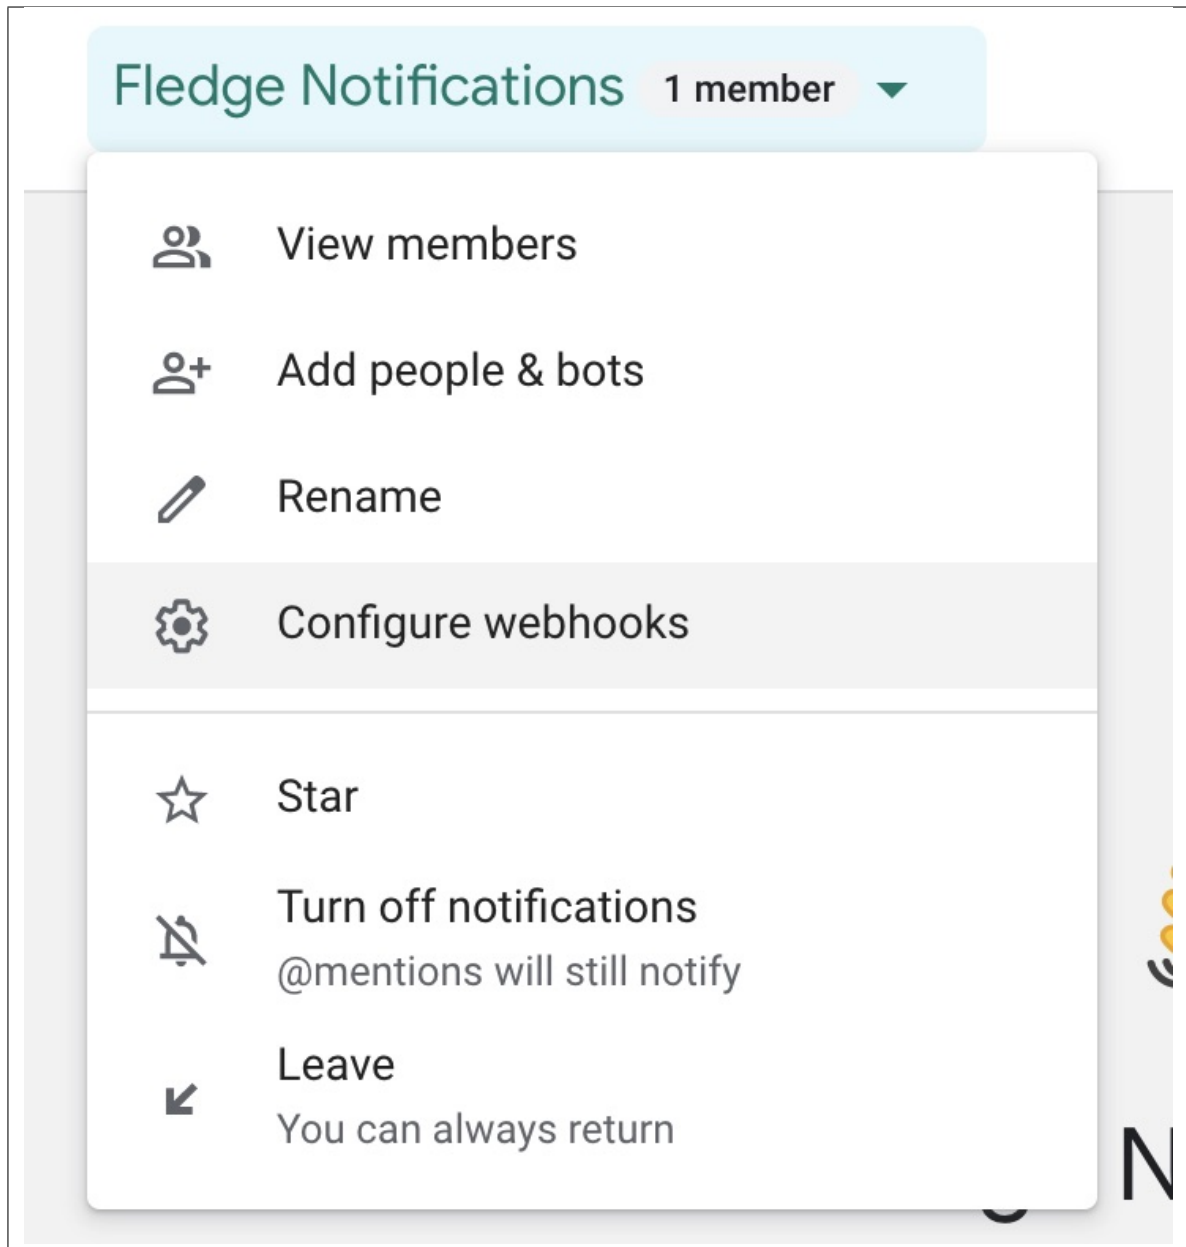 Fledge Notifications 1 member
View members
Add people & bots
Rename
Configure webhooks
Star
Turn off notifications
@mentions will still notify
Leave
You can always return
N